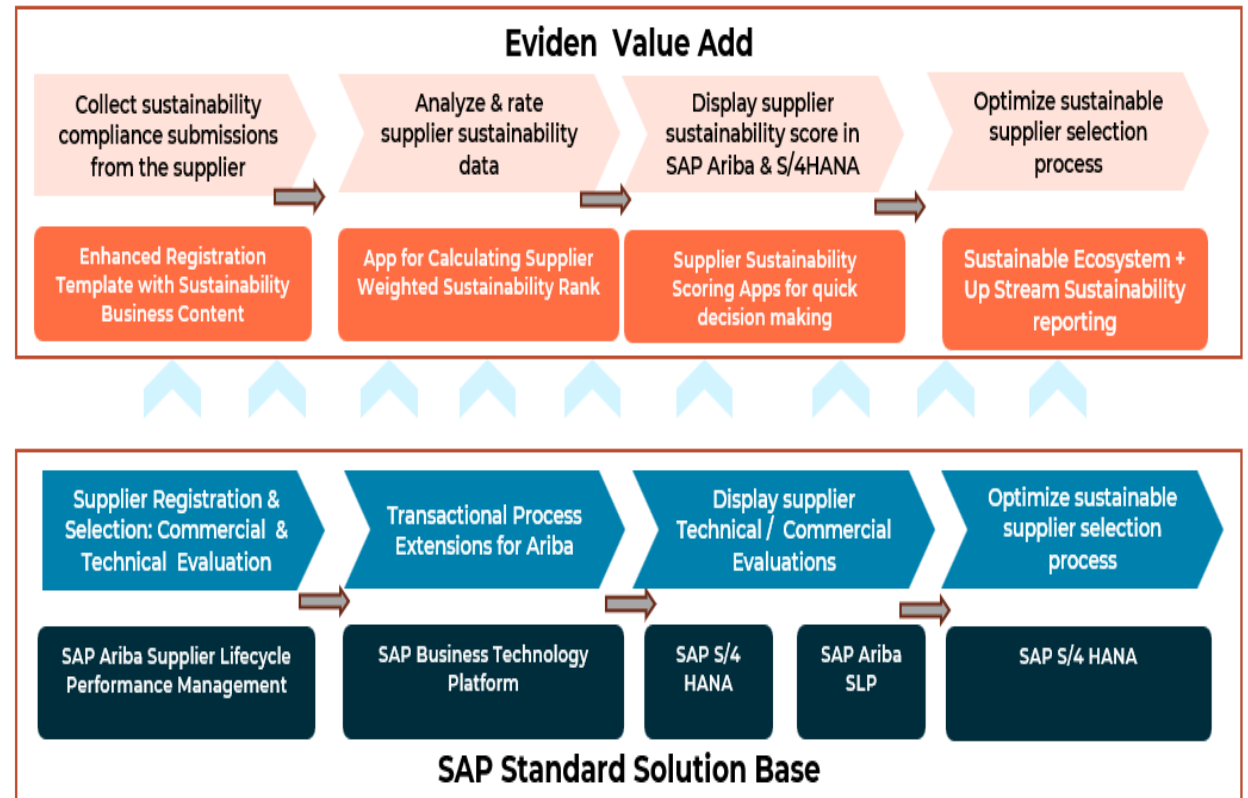 Eviden Value Add
Collect sustainability
compliance submissions
from the supplier
Analyze & rate
supplier sustainability
data
Display supplier
sustainability score in
SAP Ariba & S/4HANA
Optimize sustainable
supplier selection
process
Enhanced Registration
Template with Sustainability
Business Content
App for Calculating Supplier
Weighted Sustainability Rank
Supplier Sustainability
Scoring Apps for quick
decision making
Sustainable Ecosystem +
Up Stream Sustainability
reporting
Supplier Registration &
Selection: Commercial &
Technical Evaluation
Transactional Process
Extensions for Ariba
Display supplier
Technical / Commercial
Evaluations
Optimize sustainable
supplier selection
process
SAP Ariba Supplier Lifecycle
Performance Management
SAP Business Technology
Platform
SAP S/4
HANA
SAP Ariba
SLP
SAP S/4 HANA
SAP Standard Solution Base